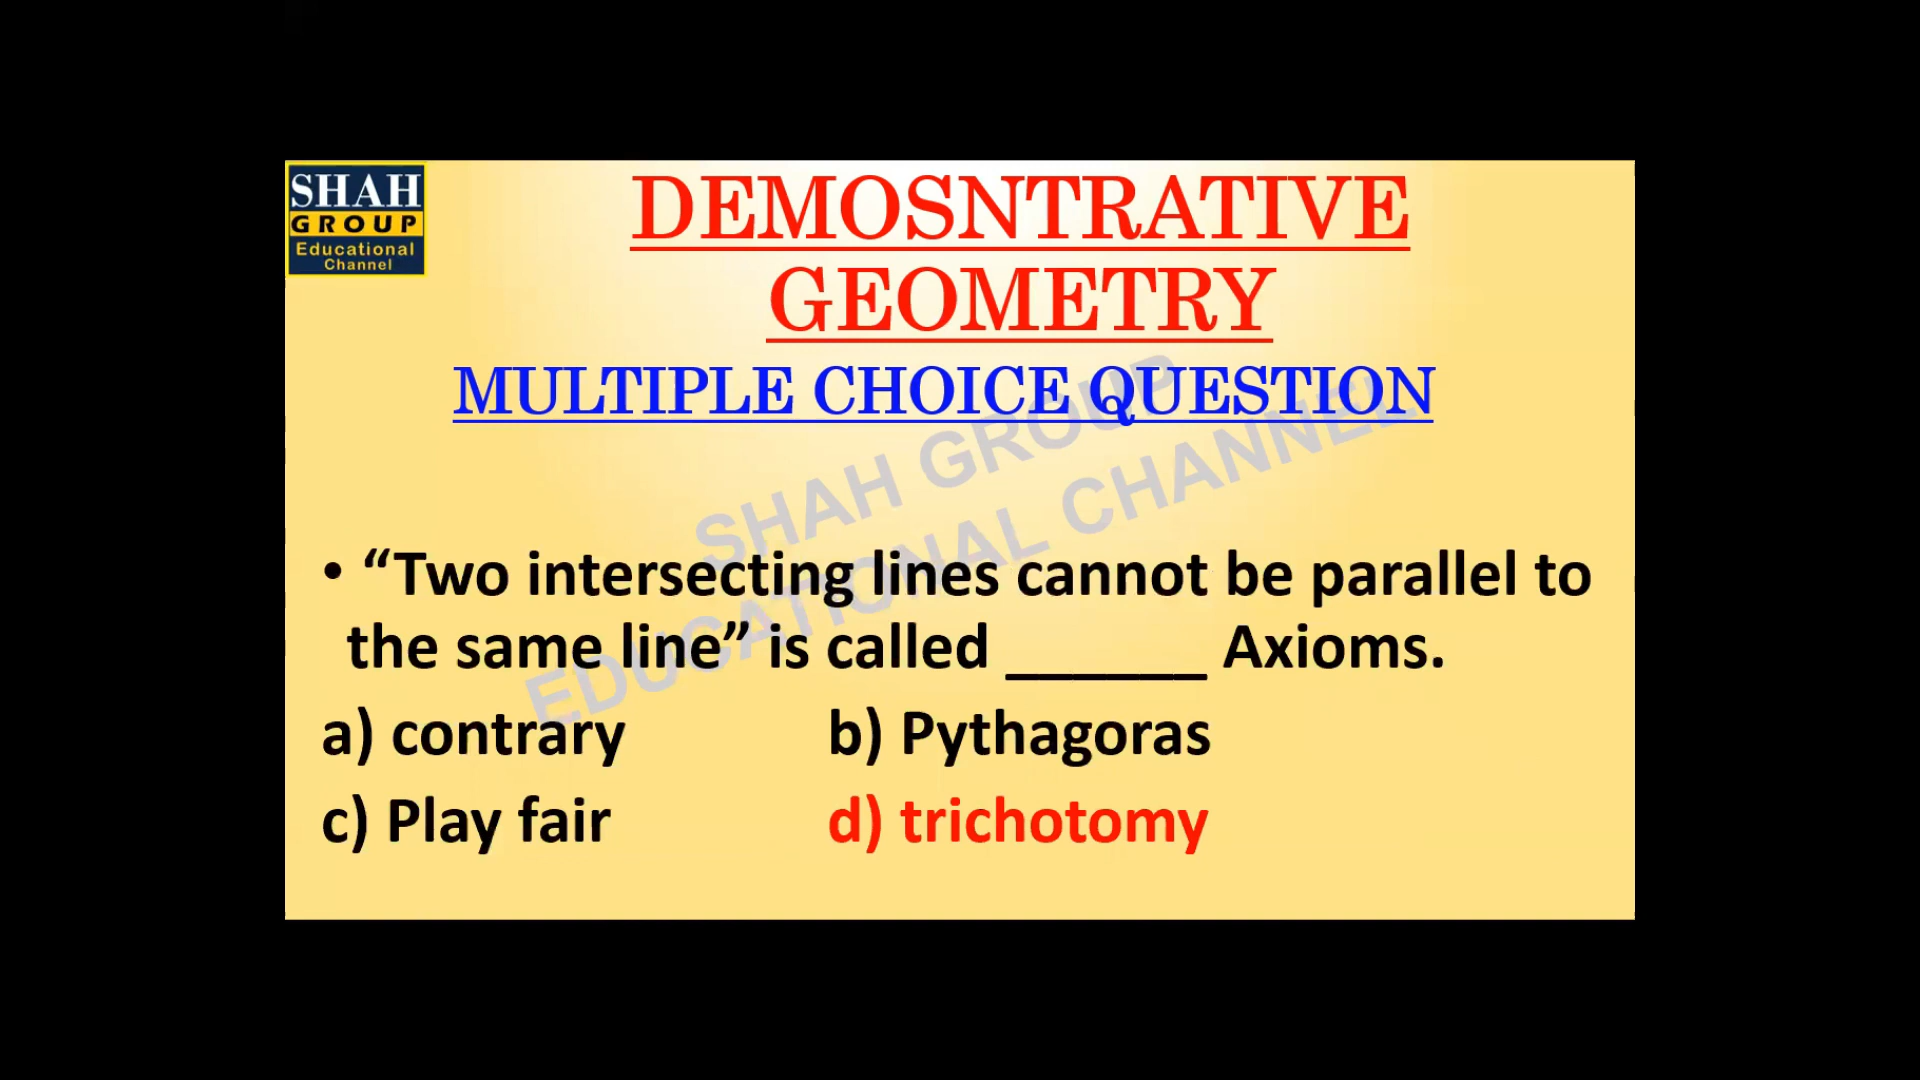 SHAH
GROUP
Educational
Channel
DEMOSNTRATIVE
GEOMETRY
MULTIPLE CHOICE QUESTION
SHAH GROUP
EDUCATIONAL CHANNEL
• “Two intersecting lines cannot be parallel to
the same line” is called ______ Axioms.
a) contrary b) Pythagoras
c) Play fair d) trichotomy